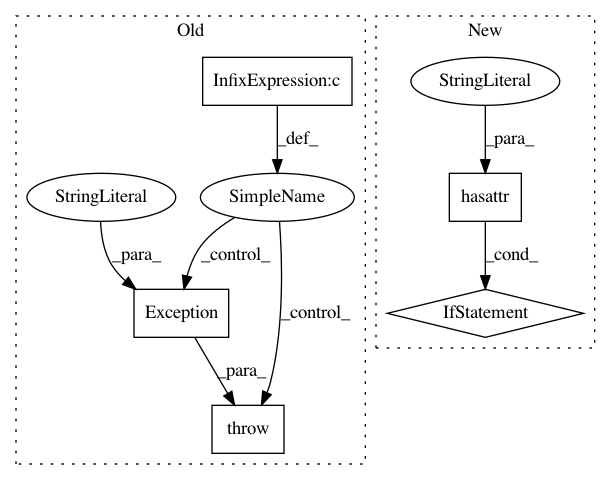 Old
New
InfixExpression:c
StringLiteral
_def_
_para_
StringLiteral
SimpleName
hasattr
_para_
_control_
_cond_
Exception
_control_
IfStatement
_para_
throw